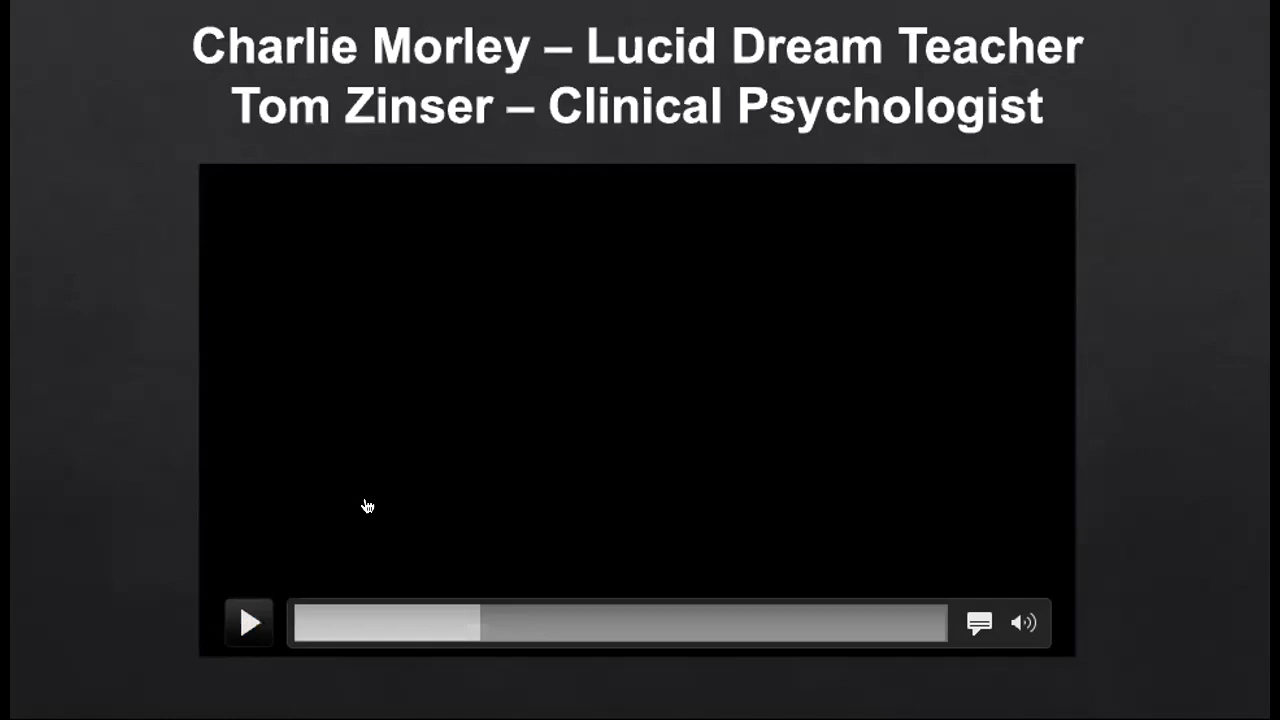 Charlie Morley – Lucid Dream Teacher
Tom Zinser – Clinical Psychologist